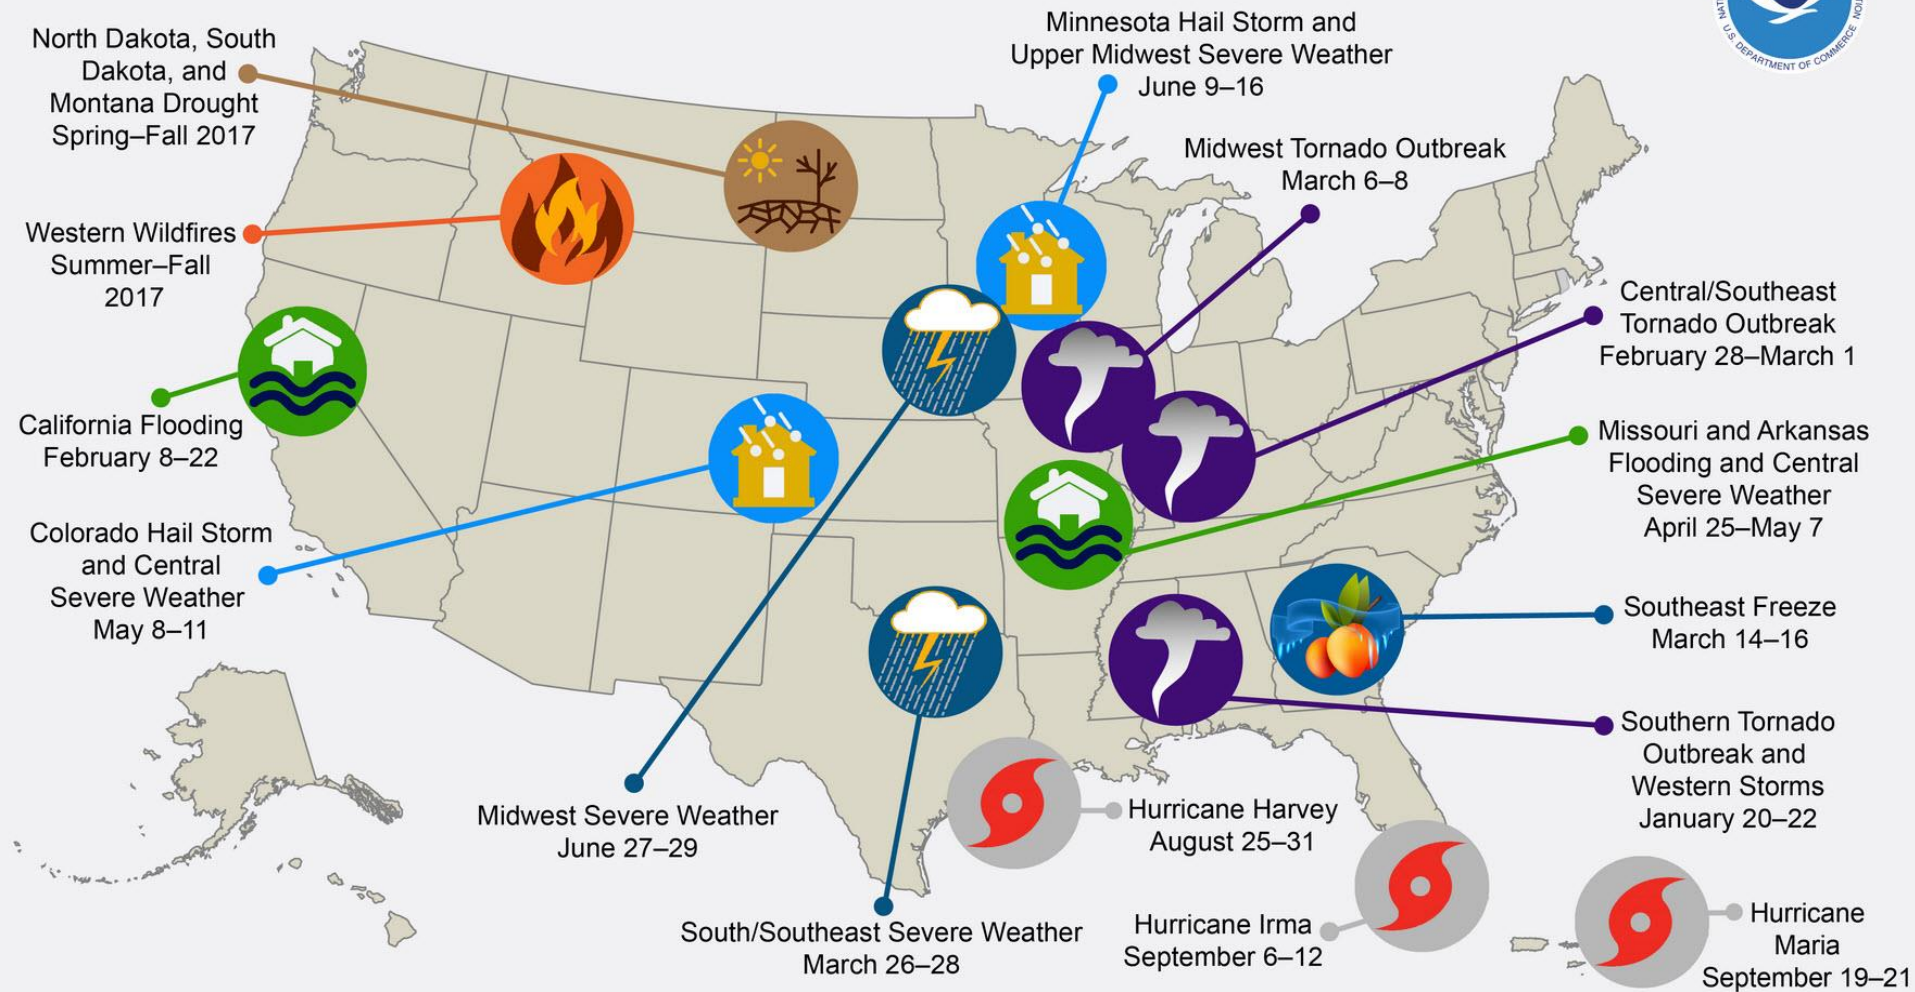 North Dakota, South
Dakota, and
Montana Drought
Spring–Fall 2017
Minnesota Hail Storm and
Upper Midwest Severe Weather
June 9–16
U.S. DEPARTMENT OF COMMERCE
Midwest Tornado Outbreak
March 6–8
Western Wildfires
Summer–Fall
2017
Central/Southeast
Tornado Outbreak
February 28–March 1
California Flooding
February 8–22
Missouri and Arkansas
Flooding and Central
Severe Weather
April 25–May 7
Colorado Hail Storm
and Central
Severe Weather
May 8–11
Southeast Freeze
March 14–16
Southern Tornado
Outbreak and
Western Storms
January 20–22
Midwest Severe Weather
June 27–29
Hurricane Harvey
August 25–31
South/Southeast Severe Weather
March 26–28
Hurricane Irma
September 6–12
Hurricane
Maria
September 19–21